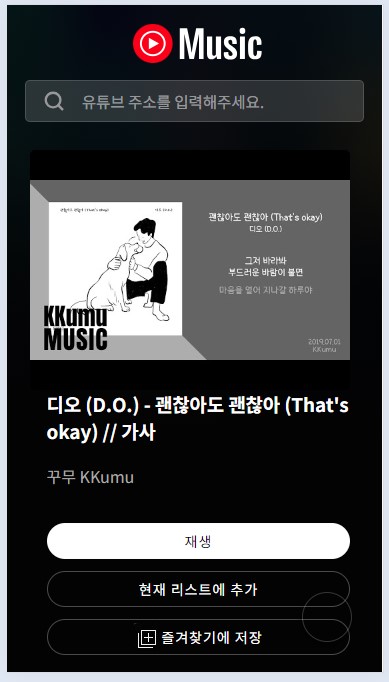 Music
유튜브 주소를 입력해주세요.
괜찮아도 괜찮아 (That's okay)
디오 (D.O.)
괜찮아도 괜찮아 (That's okay)
디오 (D.O.)
그저 바라봐
부드러운 바람이 불면
마음을 열어 지나갈 하루야
KKumu
MUSIC
2019.07.01
KKumu
디오 (D.O.) - 괜찮아도 괜찮아 (That's
okay) // 가사
꾸무 KKumu
재생
현재 리스트에 추가
즐겨찾기에 저장